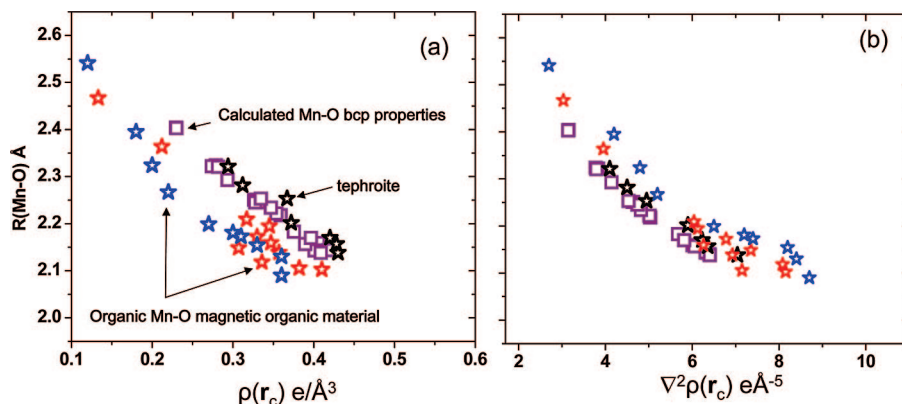 (a)
(b)
R(Mn-O) Å
2.6
2.5
2.4
2.3
2.2
2.1
2.0
Calculated Mn-O bcp properties
tephroite
Organic Mn-O magnetic organic material
0.1 0.2 0.3 0.4 0.5 0.6
ρ(r_c) e/Å³
2 4 6 8 10
∇²ρ(r_c) eÅ⁻⁵